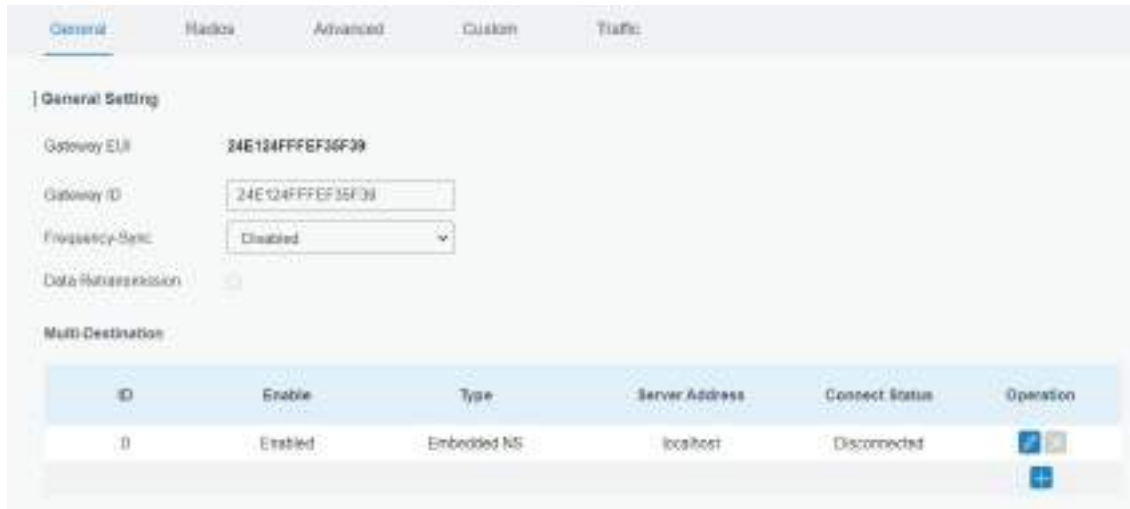 General Radios Advanced Custom Traffic
General Setting
Gateway EUI 24E124FFFEF35F39
Gateway ID 24E124FFFEF35F39
Frequency-Sync Disabled
Data Retransmission
Multi-Destination
ID Enable Type Server Address Connect Status Operation
0 Enabled Embedded NS localhost Disconnected